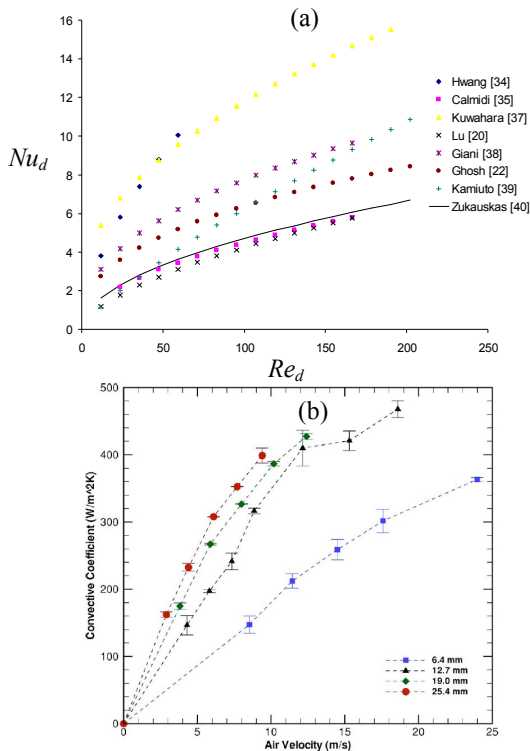 (a)
16
14
12
10
8
6
4
2
0
Nu_d
0 50 100 150 200 250
Re_d
Hwang [34]
Calmidi [35]
Kuwahara [37]
Lu [20]
Giani [38]
Ghosh [22]
Kamiuto [39]
Zukauskas [40]
(b)
500
400
300
200
100
0
Convective Coefficient (W/m^2K)
0 5 10 15 20 25
Air Velocity (m/s)
6.4 mm
12.7 mm
19.0 mm
25.4 mm